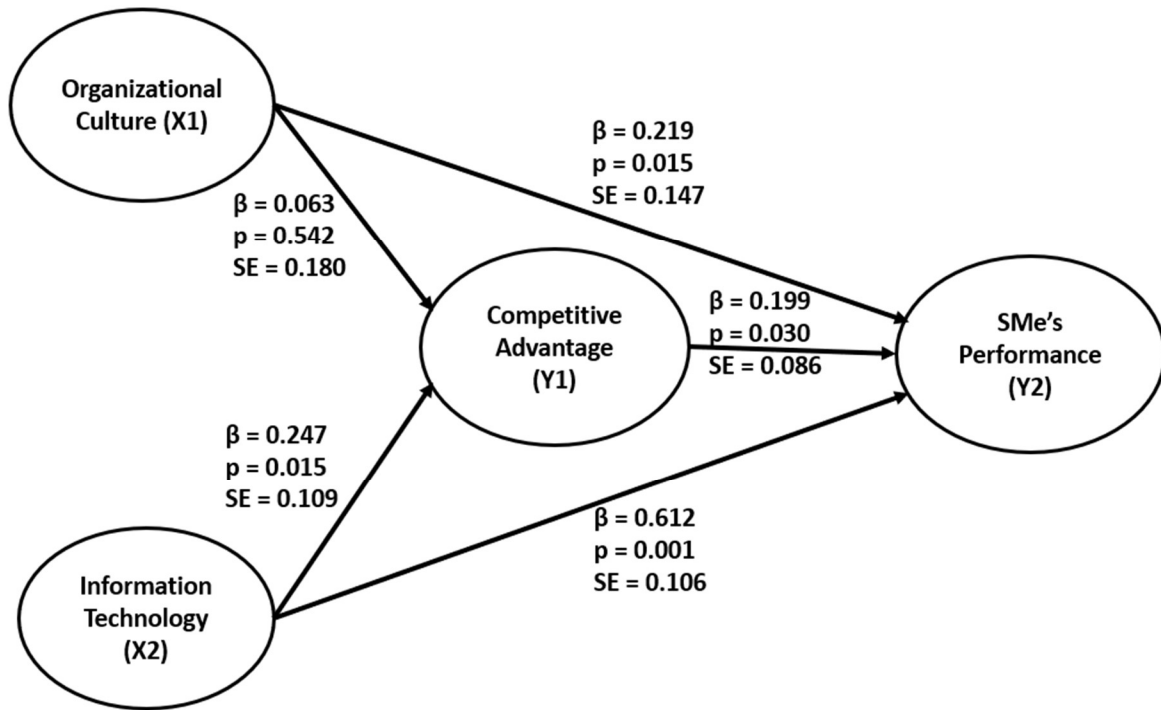 Organizational
Culture (X1)
β = 0.219
p = 0.015
SE = 0.147
β = 0.063
p = 0.542
SE = 0.180
Competitive
Advantage
(Y1)
β = 0.199
p = 0.030
SE = 0.086
SMe's
Performance
(Y2)
β = 0.247
p = 0.015
SE = 0.109
β = 0.612
p = 0.001
SE = 0.106
Information
Technology
(X2)